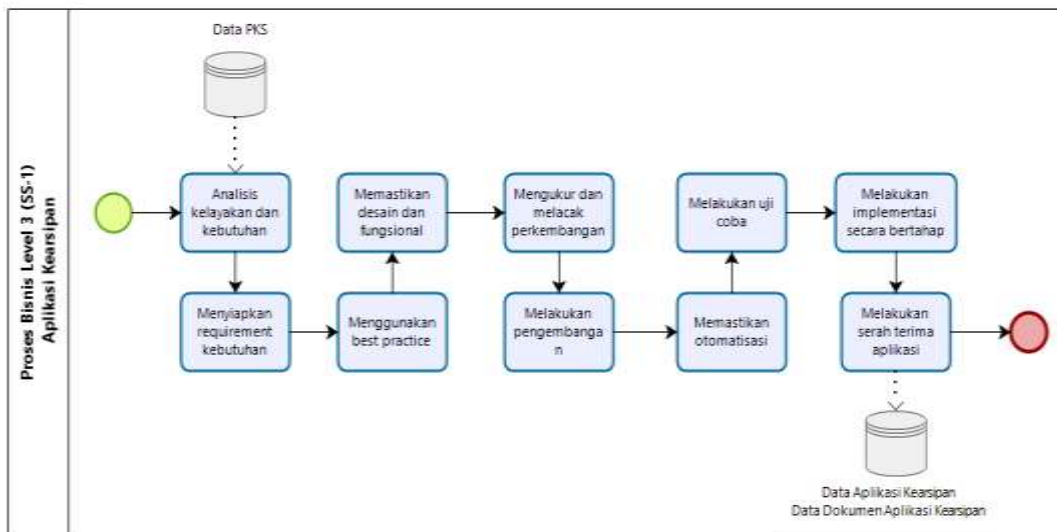 Proses Bisnis Level 3 (SS-1)
Aplikasi Kearsipan
Data PKS
Analisis
kelayakan dan
kebutuhan
Menyiapkan
requirement
kebutuhan
Menggunakan
best practice
Memastikan
desain dan
fungsional
Mengukur dan
melacak
perkembangan
Melakukan
pengembanga
n
Memastikan
otomatisasi
Melakukan uji
coba
Melakukan
implementasi
secara bertahap
Melakukan
serah terima
aplikasi
Data Aplikasi Kearsipan
Data Dokumen Aplikasi Kearsipan